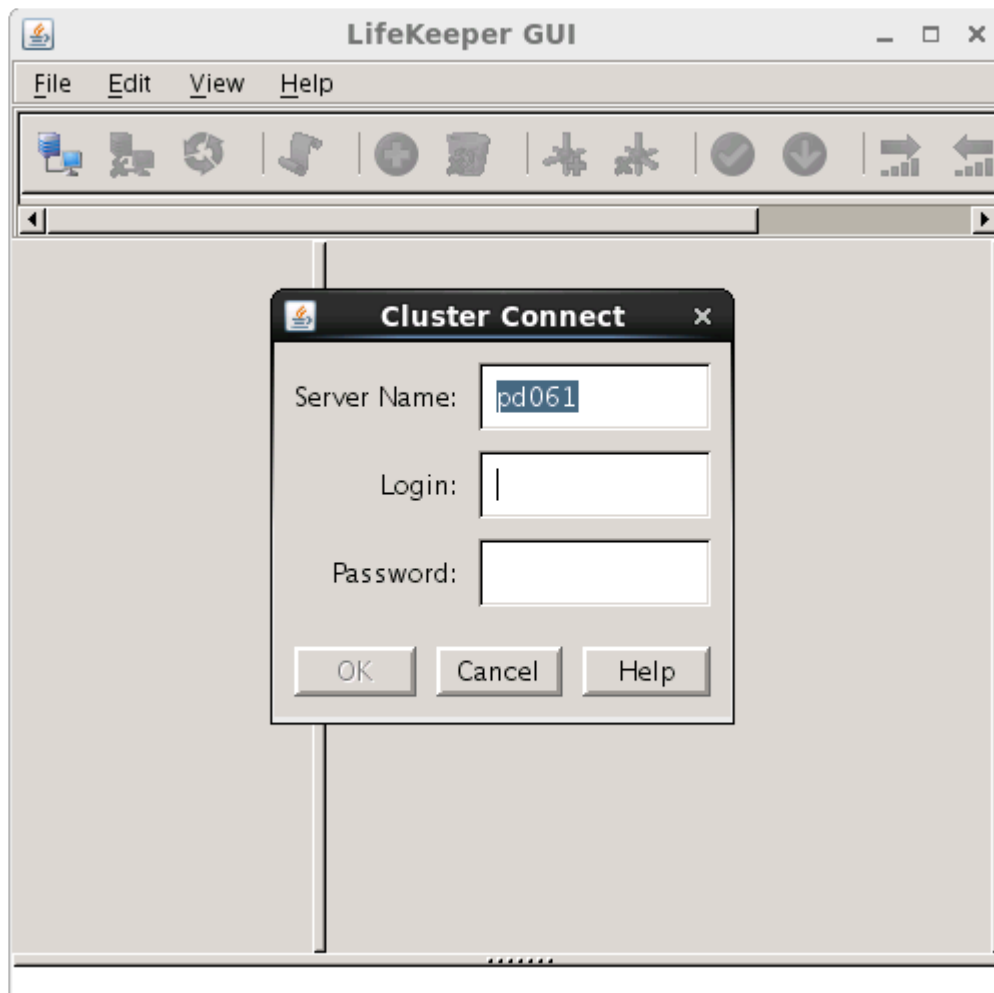 LifeKeeper GUI
File Edit View Help
Cluster Connect
Server Name: pd061
Login:
Password:
OK Cancel Help